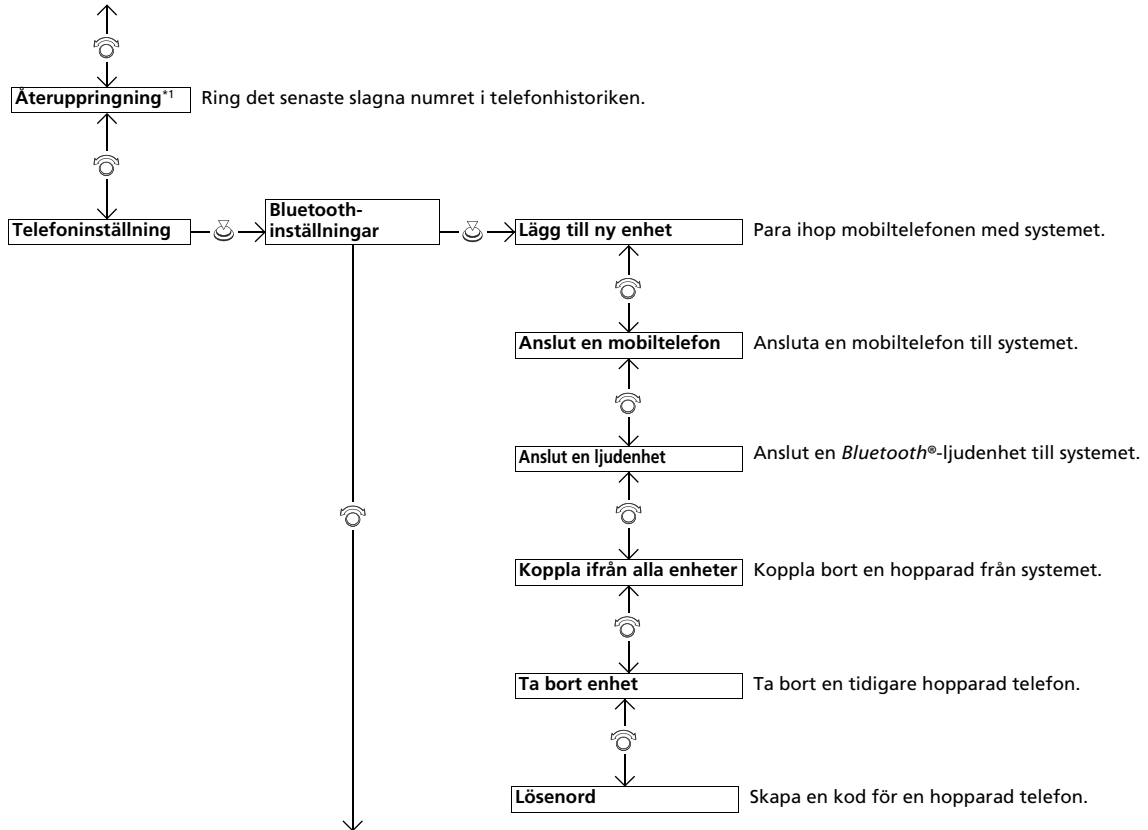 Återuppringning*1 Ring det senaste slagna numret i telefonhistoriken.
Telefoninställning
Bluetooth-
inställningar
Lägg till ny enhet Para ihop mobiltelefonen med systemet.
Anslut en mobiltelefon Ansluta en mobiltelefon till systemet.
Anslut en ljudenhet Anslut en Bluetooth®-ljudenhet till systemet.
Koppla ifrån alla enheter Koppla bort en hopparad från systemet.
Ta bort enhet Ta bort en tidigare hopparad telefon.
Lösenord Skapa en kod för en hopparad telefon.